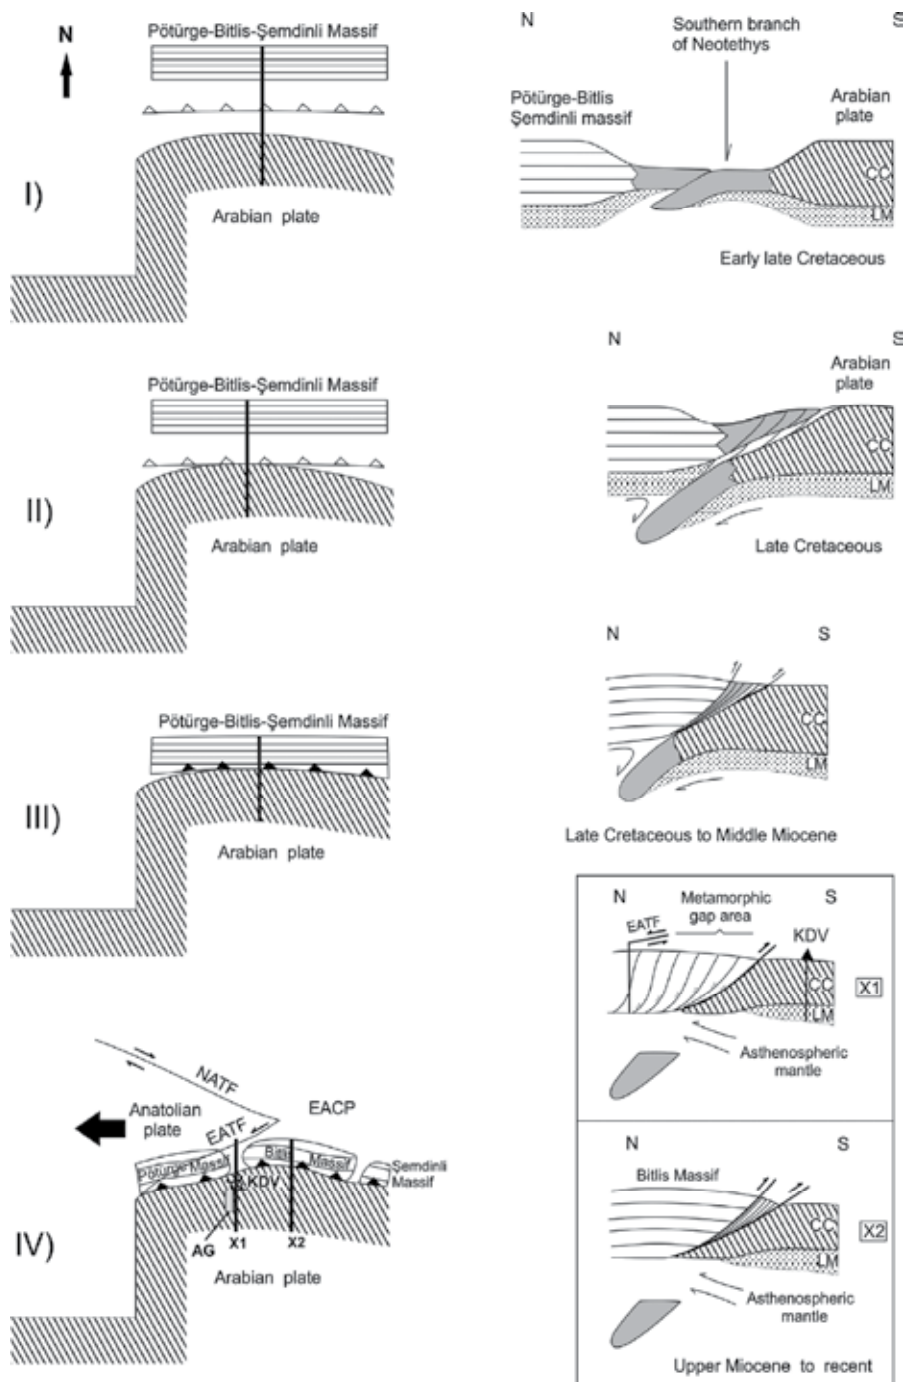 N
Pötürge-Bitlis-Şemdinli Massif
I)
Arabian plate
N
S
Southern branch
of Neotethys
Pötürge-Bitlis
Şemdinli massif
Arabian
plate
CC
LM
Early late Cretaceous
Pötürge-Bitlis-Şemdinli Massif
II)
Arabian plate
N
S
Arabian
plate
CC
LM
Late Cretaceous
Pötürge-Bitlis-Şemdinli Massif
III)
Arabian plate
N
S
CC
LM
Late Cretaceous to Middle Miocene
NATF
Anatolian
plate
EACP
EATF
Pötürge Massif
Bitlis Massif
Şemdinli
Massif
KDV
AG
X1
X2
IV)
Arabian plate
N
Metamorphic
gap area
S
EATF
KDV
CC
LM
X1
Asthenospheric
mantle
N
S
Bitlis Massif
CC
LM
X2
Asthenospheric
mantle
Upper Miocene to recent